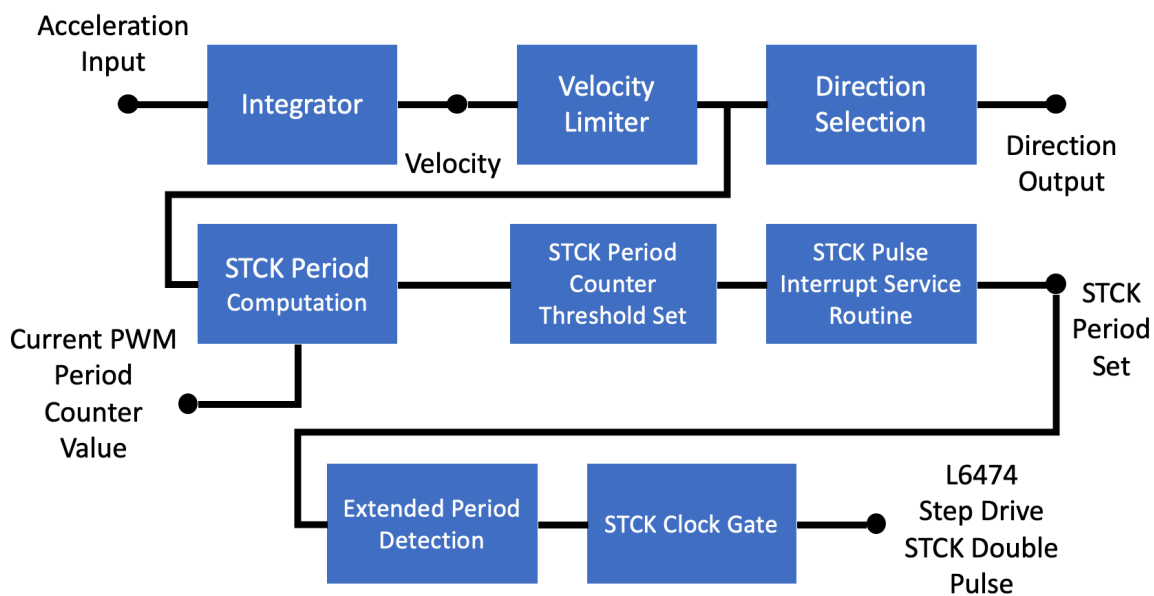 Acceleration
Input
Integrator
Velocity
Velocity
Limiter
Direction
Selection
Direction
Output
STCK Period
Computation
STCK Period
Counter
Threshold Set
STCK Pulse
Interrupt Service
Routine
STCK
Period
Set
Current PWM
Period
Counter
Value
Extended Period
Detection
STCK Clock Gate
L6474
Step Drive
STCK Double
Pulse